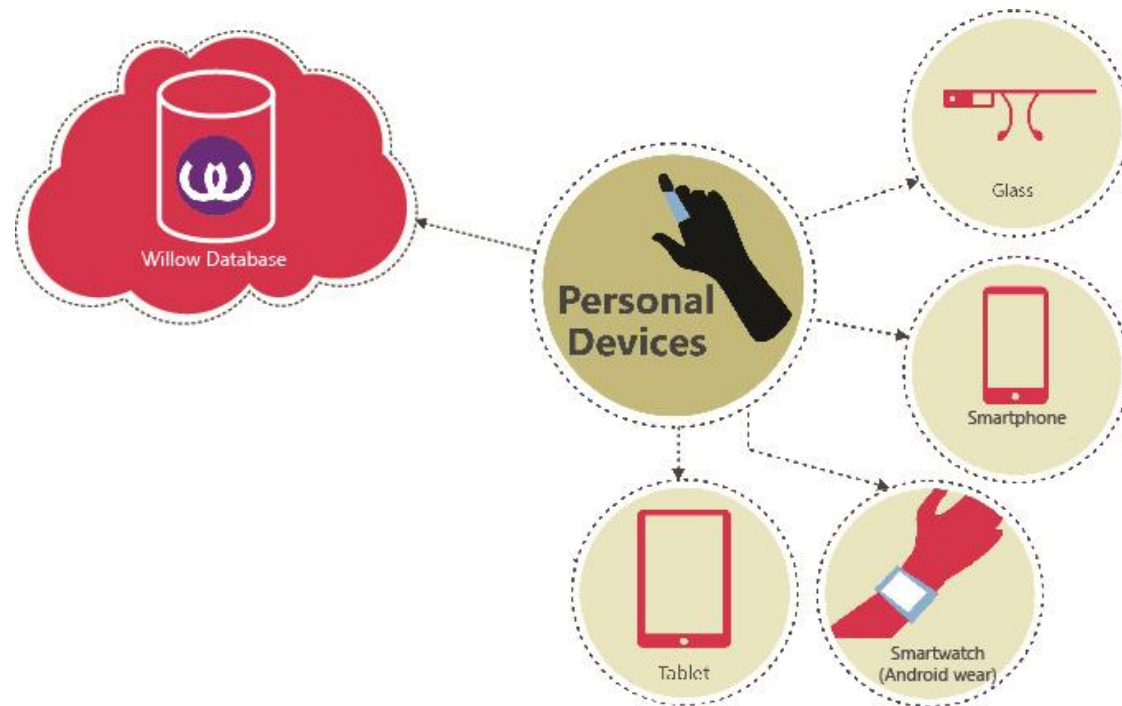 Willow Database
Personal
Devices
Glass
Smartphone
Tablet
Smartwatch
(Android wear)